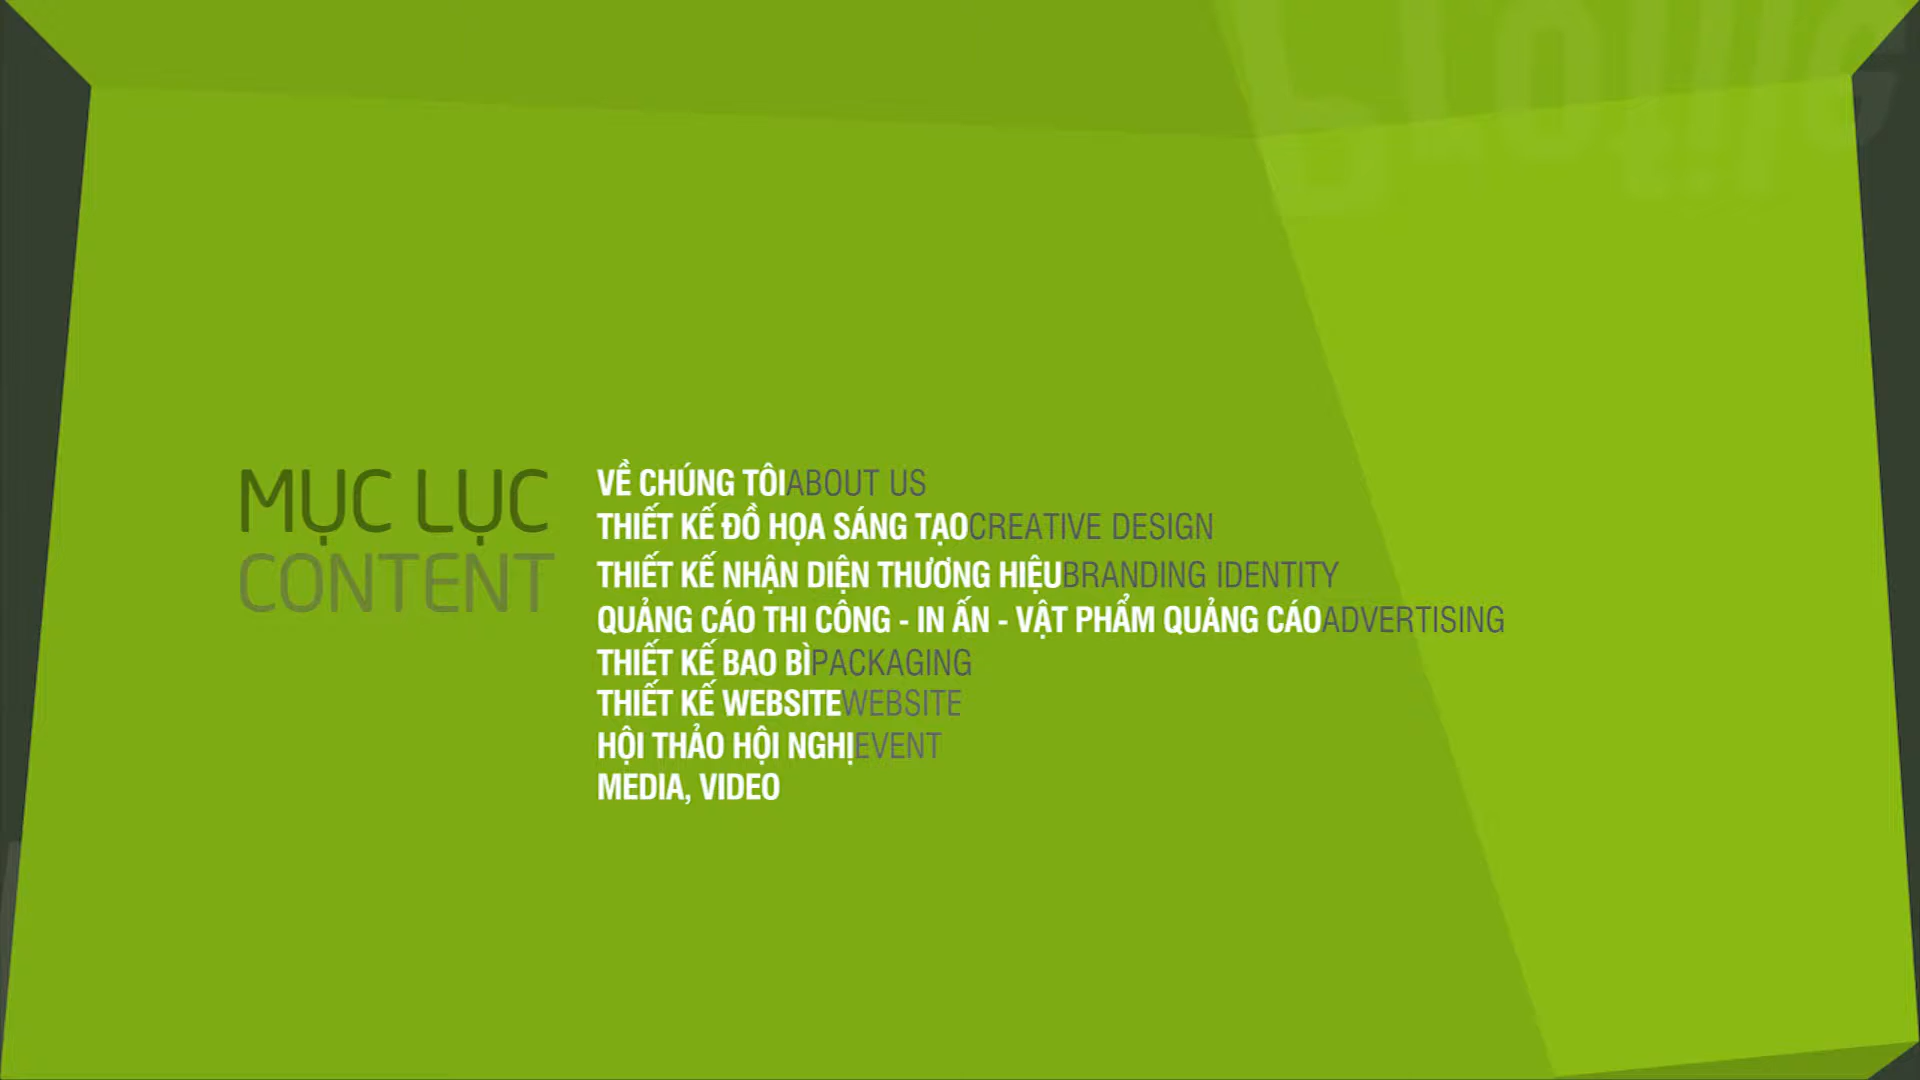 MỤC LỤC
CONTENT
VỀ CHÚNG TÔIABOUT US
THIẾT KẾ ĐỒ HỌA SÁNG TẠOCREATIVE DESIGN
THIẾT KẾ NHẬN DIỆN THƯƠNG HIỆUBRANDING IDENTITY
QUẢNG CÁO THI CÔNG - IN ẤN - VẬT PHẨM QUẢNG CÁOADVERTISING
THIẾT KẾ BAO BÌPACKAGING
THIẾT KẾ WEBSITEWEBSITE
HỘI THẢO HỘI NGHỊEVENT
MEDIA, VIDEO